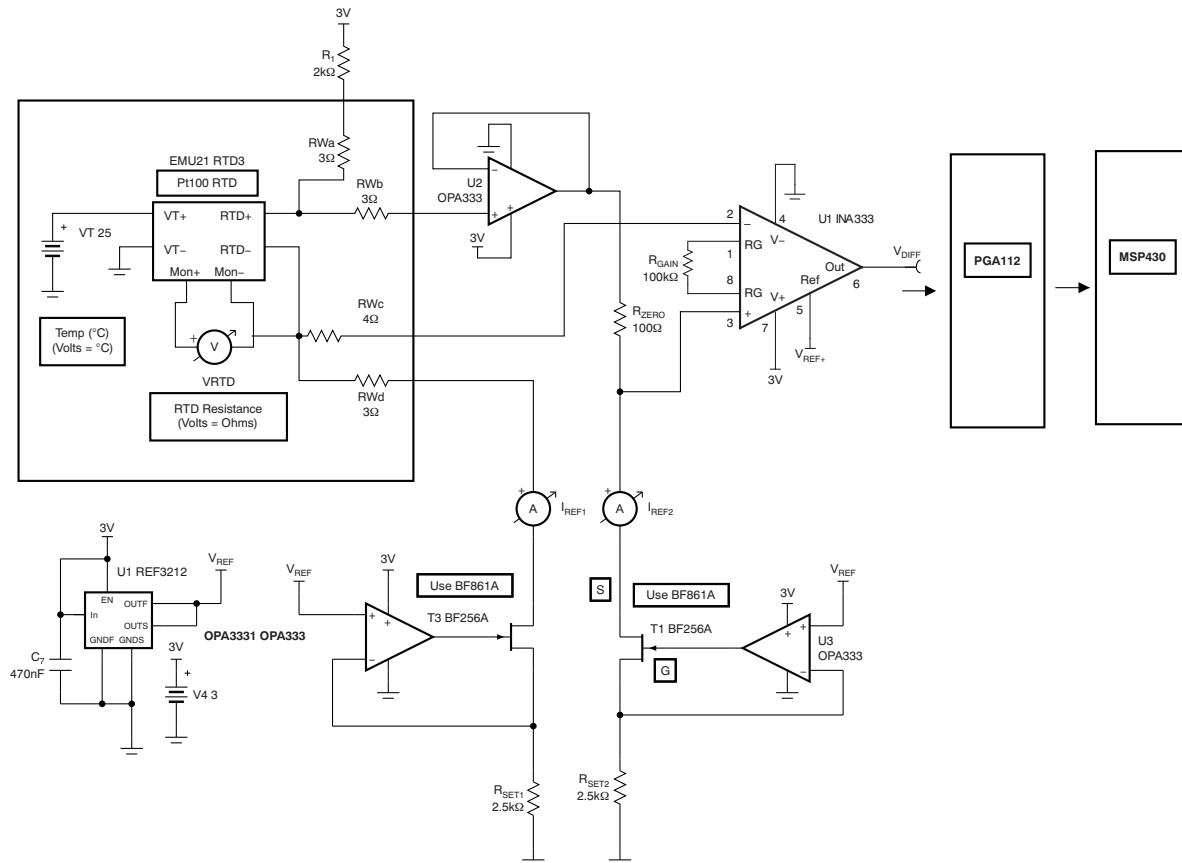 3V
R1
2kΩ
RWa
3Ω
EMU21 RTD3
Pt100 RTD
RWb
3Ω
VT+
RTD+
VT 25
+
VT−
RTD−
Mon+
Mon−
RWc
4Ω
+
V
Temp (°C)
(Volts = °C)
VRTD
RTD Resistance
(Volts = Ohms)
RWd
3Ω
−
U2
OPA333
+
+
3V
2
−
4
U1 INA333
V−
RG
1
RGAIN
100kΩ
8
RG
Out
6
Ref
V+
5
+
3
7
VDIFF
VREF+
3V
RZERO
100Ω
PGA112
MSP430
+
A
IREF1
+
A
IREF2
3V
U1 REF3212
VREF
EN
OUTF
In
OUTS
GNDF GNDS
C7
470nF
OPA3331 OPA333
3V
+
V4 3
VREF
3V
Use BF861A
T3 BF256A
+
+
−
RSET1
2.5kΩ
S
Use BF861A
T1 BF256A
G
3V
VREF
+
+
U3
OPA333
−
RSET2
2.5kΩ